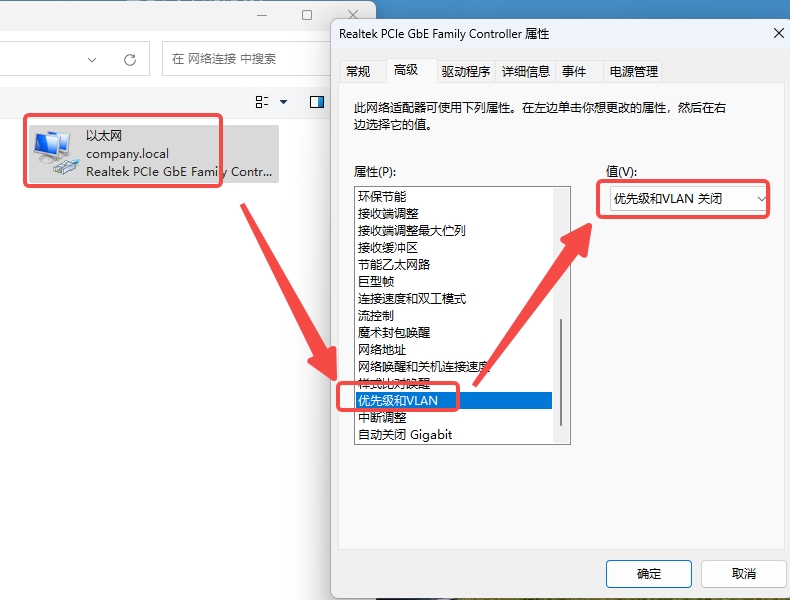 在 网络连接 中搜索
以太网
company.local
Realtek PCIe GbE Family Contr...
Realtek PCIe GbE Family Controller 属性
常规
高级
驱动程序
详细信息
事件
电源管理
此网络适配器可使用下列属性。在左边单击你想更改的属性，然后在右
边选择它的值。
属性(P):
值(V):
环保节能
接收端调整
接收端调整最大伫列
接收缓冲区
节能乙太网路
巨型帧
连接速度和双工模式
流控制
魔术封包唤醒
网络地址
网络唤醒和关机连接速度
样式比对唤醒
优先级和VLAN
中断调整
自动关闭 Gigabit
优先级和VLAN 关闭
确定
取消